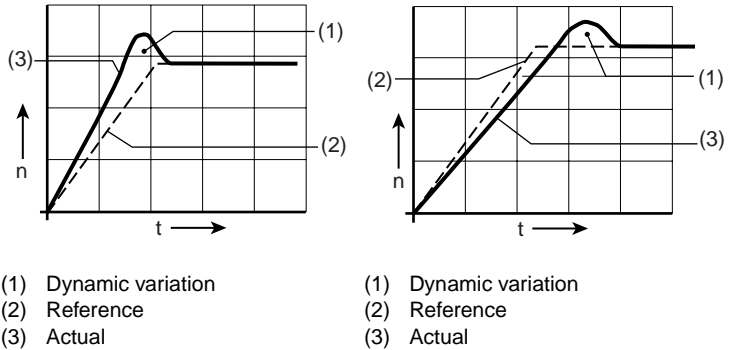 (1)
(3)
(2)
n
t
(1) Dynamic variation
(2) Reference
(3) Actual
(2)
(1)
(3)
n
t
(1) Dynamic variation
(2) Reference
(3) Actual